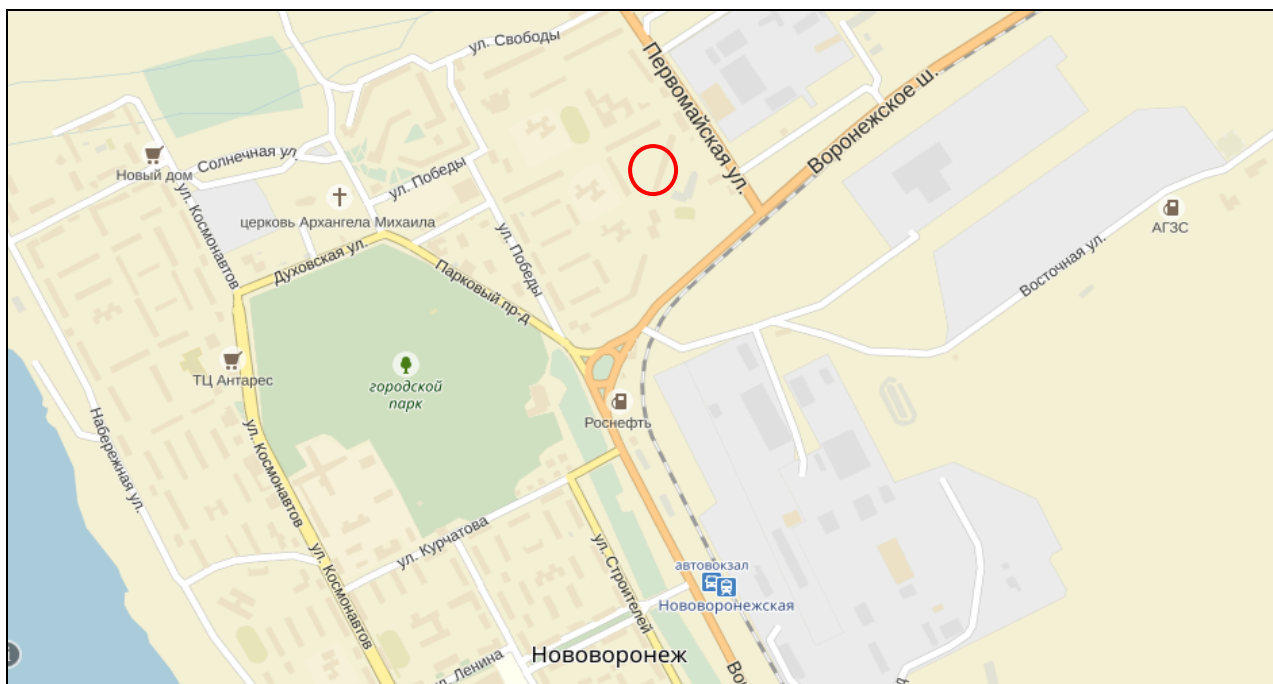 ул. Свободы
Первомайская ул.
Воронежское ш.
Новый дом
Солнечная ул
ул. Победы
ул. Космонавтов
церковь Архангела Михаила
АГЗС
Духовская ул.
ул. Победы
Парковый пр-д
Восточная ул.
ТЦ Антарес
городской
парк
Роснефть
Набережная ул.
ул. Космонавтов
ул. Курчатова
ул. Космонавтов
ул. Строителей
автовокзал
Нововоронежская
Нововоронеж
ул. Ленина
Во